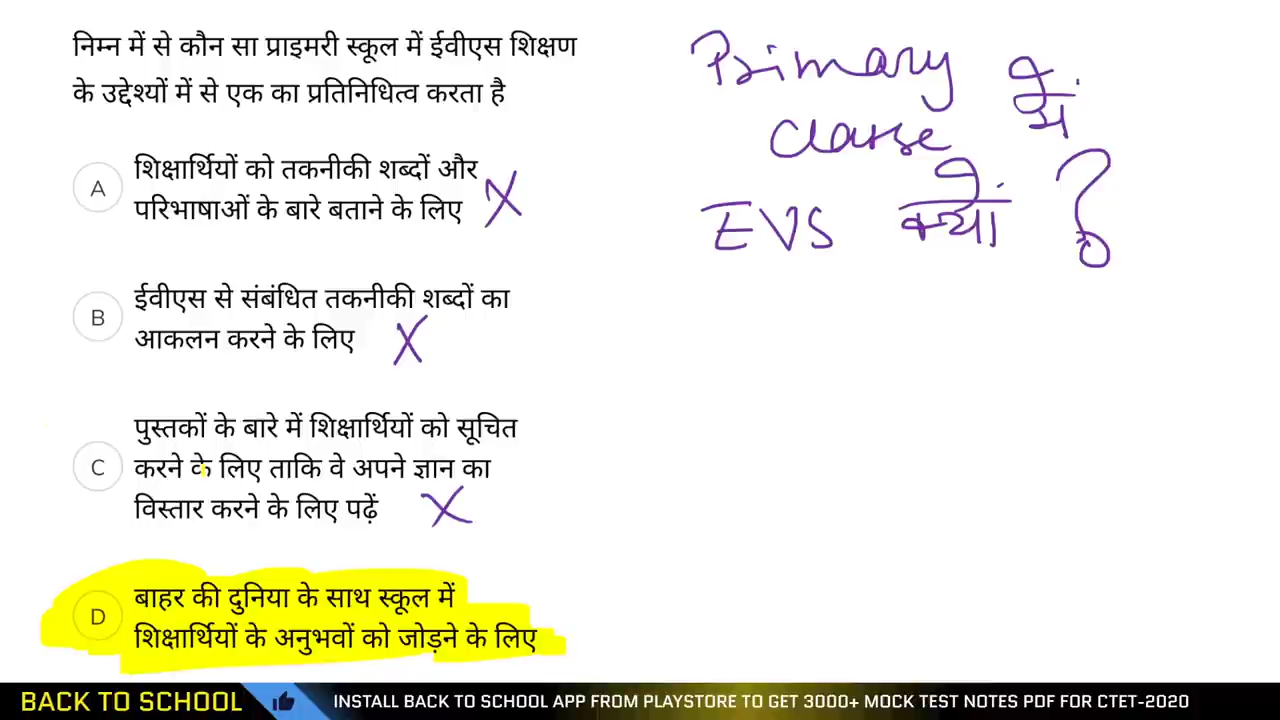 निम्न में से कौन सा प्राइमरी स्कूल में ईवीएस शिक्षण
के उद्देश्यों में से एक का प्रतिनिधित्व करता है
A
शिक्षार्थियों को तकनीकी शब्दों और
परिभाषाओं के बारे बताने के लिए
X
B
ईवीएस से संबंधित तकनीकी शब्दों का
आकलन करने के लिए
X
C
पुस्तकों के बारे में शिक्षार्थियों को सूचित
करने के लिए ताकि वे अपने ज्ञान का
विस्तार करने के लिए पढ़ें
X
D
बाहर की दुनिया के साथ स्कूल में
शिक्षार्थियों के अनुभवों को जोड़ने के लिए
Primary में
Classe
EVS क्यों ?
BACK TO SCHOOL
INSTALL BACK TO SCHOOL APP FROM PLAYSTORE TO GET 3000+ MOCK TEST NOTES PDF FOR CTET-2020